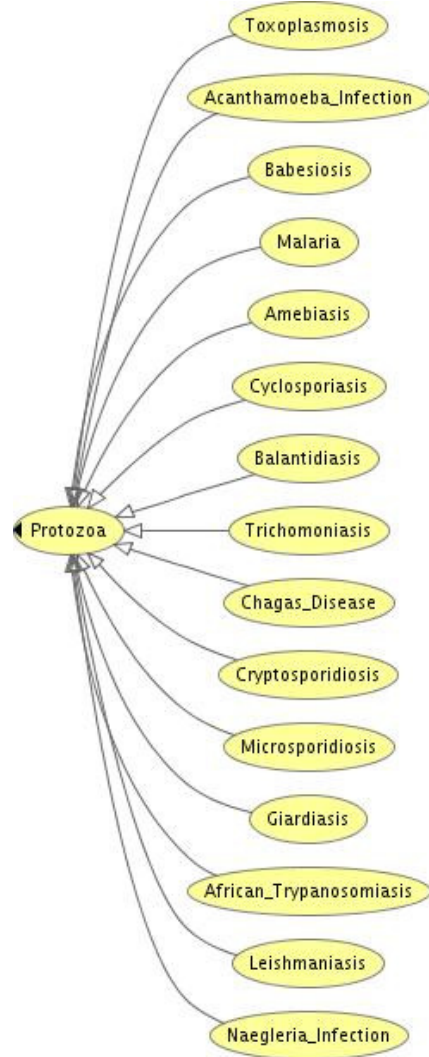 Toxoplasmosis
Acanthamoeba_Infection
Babesiosis
Malaria
Amebiasis
Cyclosporiasis
Balantidiasis
Protozoa
Trichomoniasis
Chagas_Disease
Cryptosporidiosis
Microsporidiosis
Giardiasis
African_Trypanosomiasis
Leishmaniasis
Naegleria_Infection